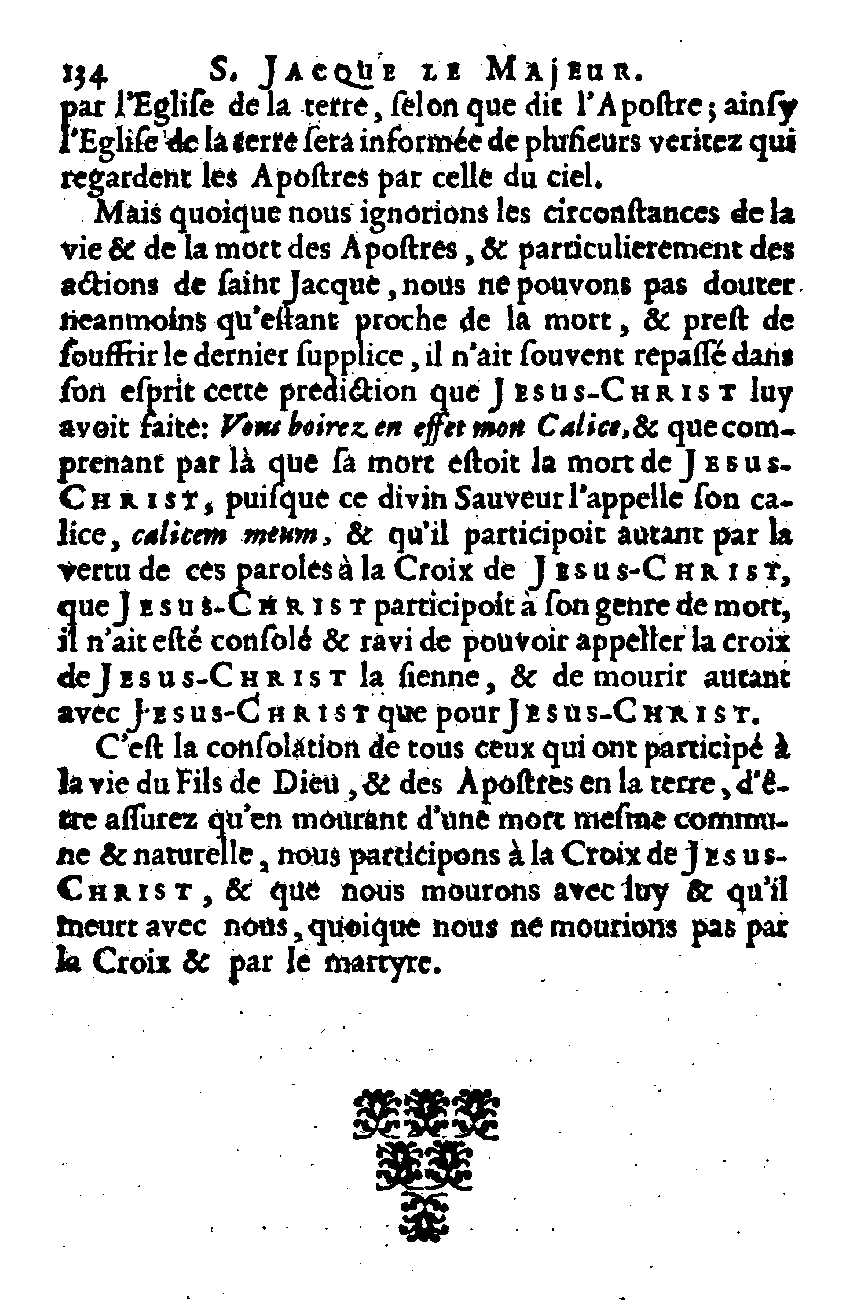 134 S. JACQUE LE MAJEUR.
par l'Egliſe de la terre, ſelon que dit l'Apoſtre; ainſy
l'Egliſe de la terre ſera informée de pluſieurs veritez qui
regardent les Apoſtres par celle du ciel.
Mais quoique nous ignorions les circonſtances de la
vie & de la mort des Apoſtres, & particulierement des
actions de ſaint Jacque, nous ne pouvons pas douter
neanmoins qu'eſtant proche de la mort, & preſt de
ſouffrir le dernier ſupplice, il n'ait ſouvent repaſſé dans
ſon eſprit cette prediction que JESUS-CHRIST luy
avoit faite: Vous boirez en effet mon Calice, & que com-
prenant par là que ſa mort eſtoit la mort de JESUS-
CHRIST, puiſque ce divin Sauveur l'appelle ſon ca-
lice, calicem meum, & qu'il participoit autant par la
vertu de ces paroles à la Croix de JESUS-CHRIST,
que JESUS-CHRIST participoit à ſon genre de mort,
il n'ait eſté conſolé & ravi de pouvoir appeller la croix
de JESUS-CHRIST la ſienne, & de mourir autant
avec JESUS-CHRIST que pour JESUS-CHRIST.
C'eſt la conſolation de tous ceux qui ont participé à
la vie du Fils de Dieu, & des Apoſtres en la terre, d'ê-
tre aſſurez qu'en mourant d'une mort meſme commu-
ne & naturelle, nous participons à la Croix de JESUS-
CHRIST, & que nous mourons avec luy & qu'il
meurt avec nous, quoique nous ne mourions pas par
la Croix & par le martyre.